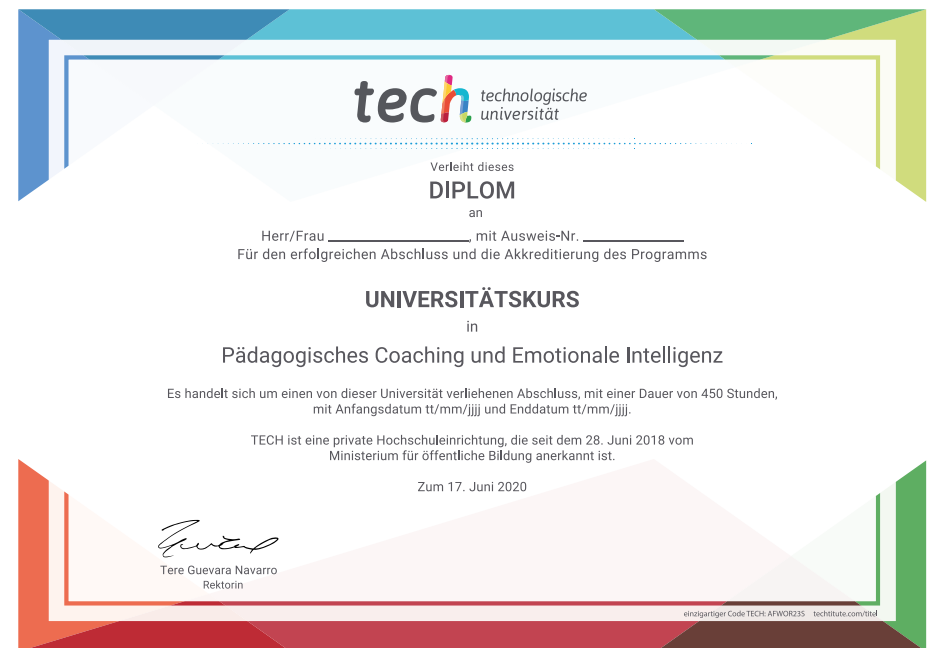 tech technologische
universität
Verleiht dieses
DIPLOM
an
Herr/Frau ____________________, mit Ausweis-Nr. ______________
Für den erfolgreichen Abschluss und die Akkreditierung des Programms
UNIVERSITÄTSKURS
in
Pädagogisches Coaching und Emotionale Intelligenz
Es handelt sich um einen von dieser Universität verliehenen Abschluss, mit einer Dauer von 450 Stunden,
mit Anfangsdatum tt/mm/jjjj und Enddatum tt/mm/jjjj.
TECH ist eine private Hochschuleinrichtung, die seit dem 28. Juni 2018 vom
Ministerium für öffentliche Bildung anerkannt ist.
Zum 17. Juni 2020
Tere Guevara Navarro
Rektorin
einzigartiger Code TECH: AFWOR23S techtitute.com/titel